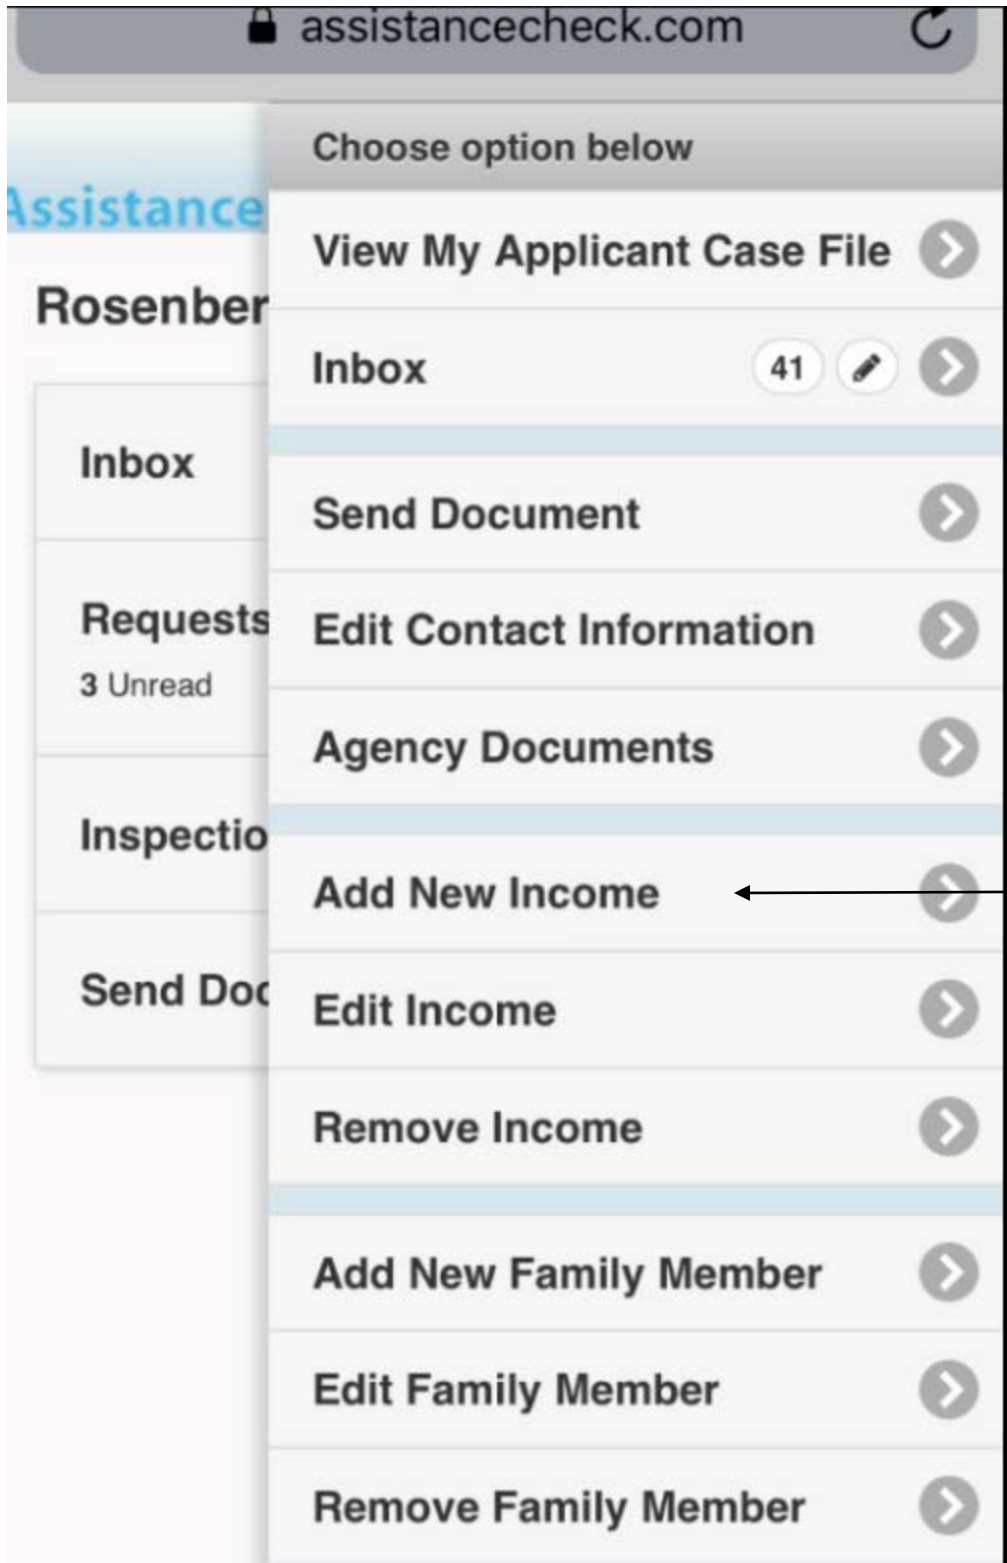 assistancecheck.com
Choose option below
Assistance
View My Applicant Case File
Rosenber
Inbox 41
Inbox
Send Document
Requests
3 Unread
Edit Contact Information
Agency Documents
Inspectio
Add New Income
Send Doc
Edit Income
Remove Income
Add New Family Member
Edit Family Member
Remove Family Member